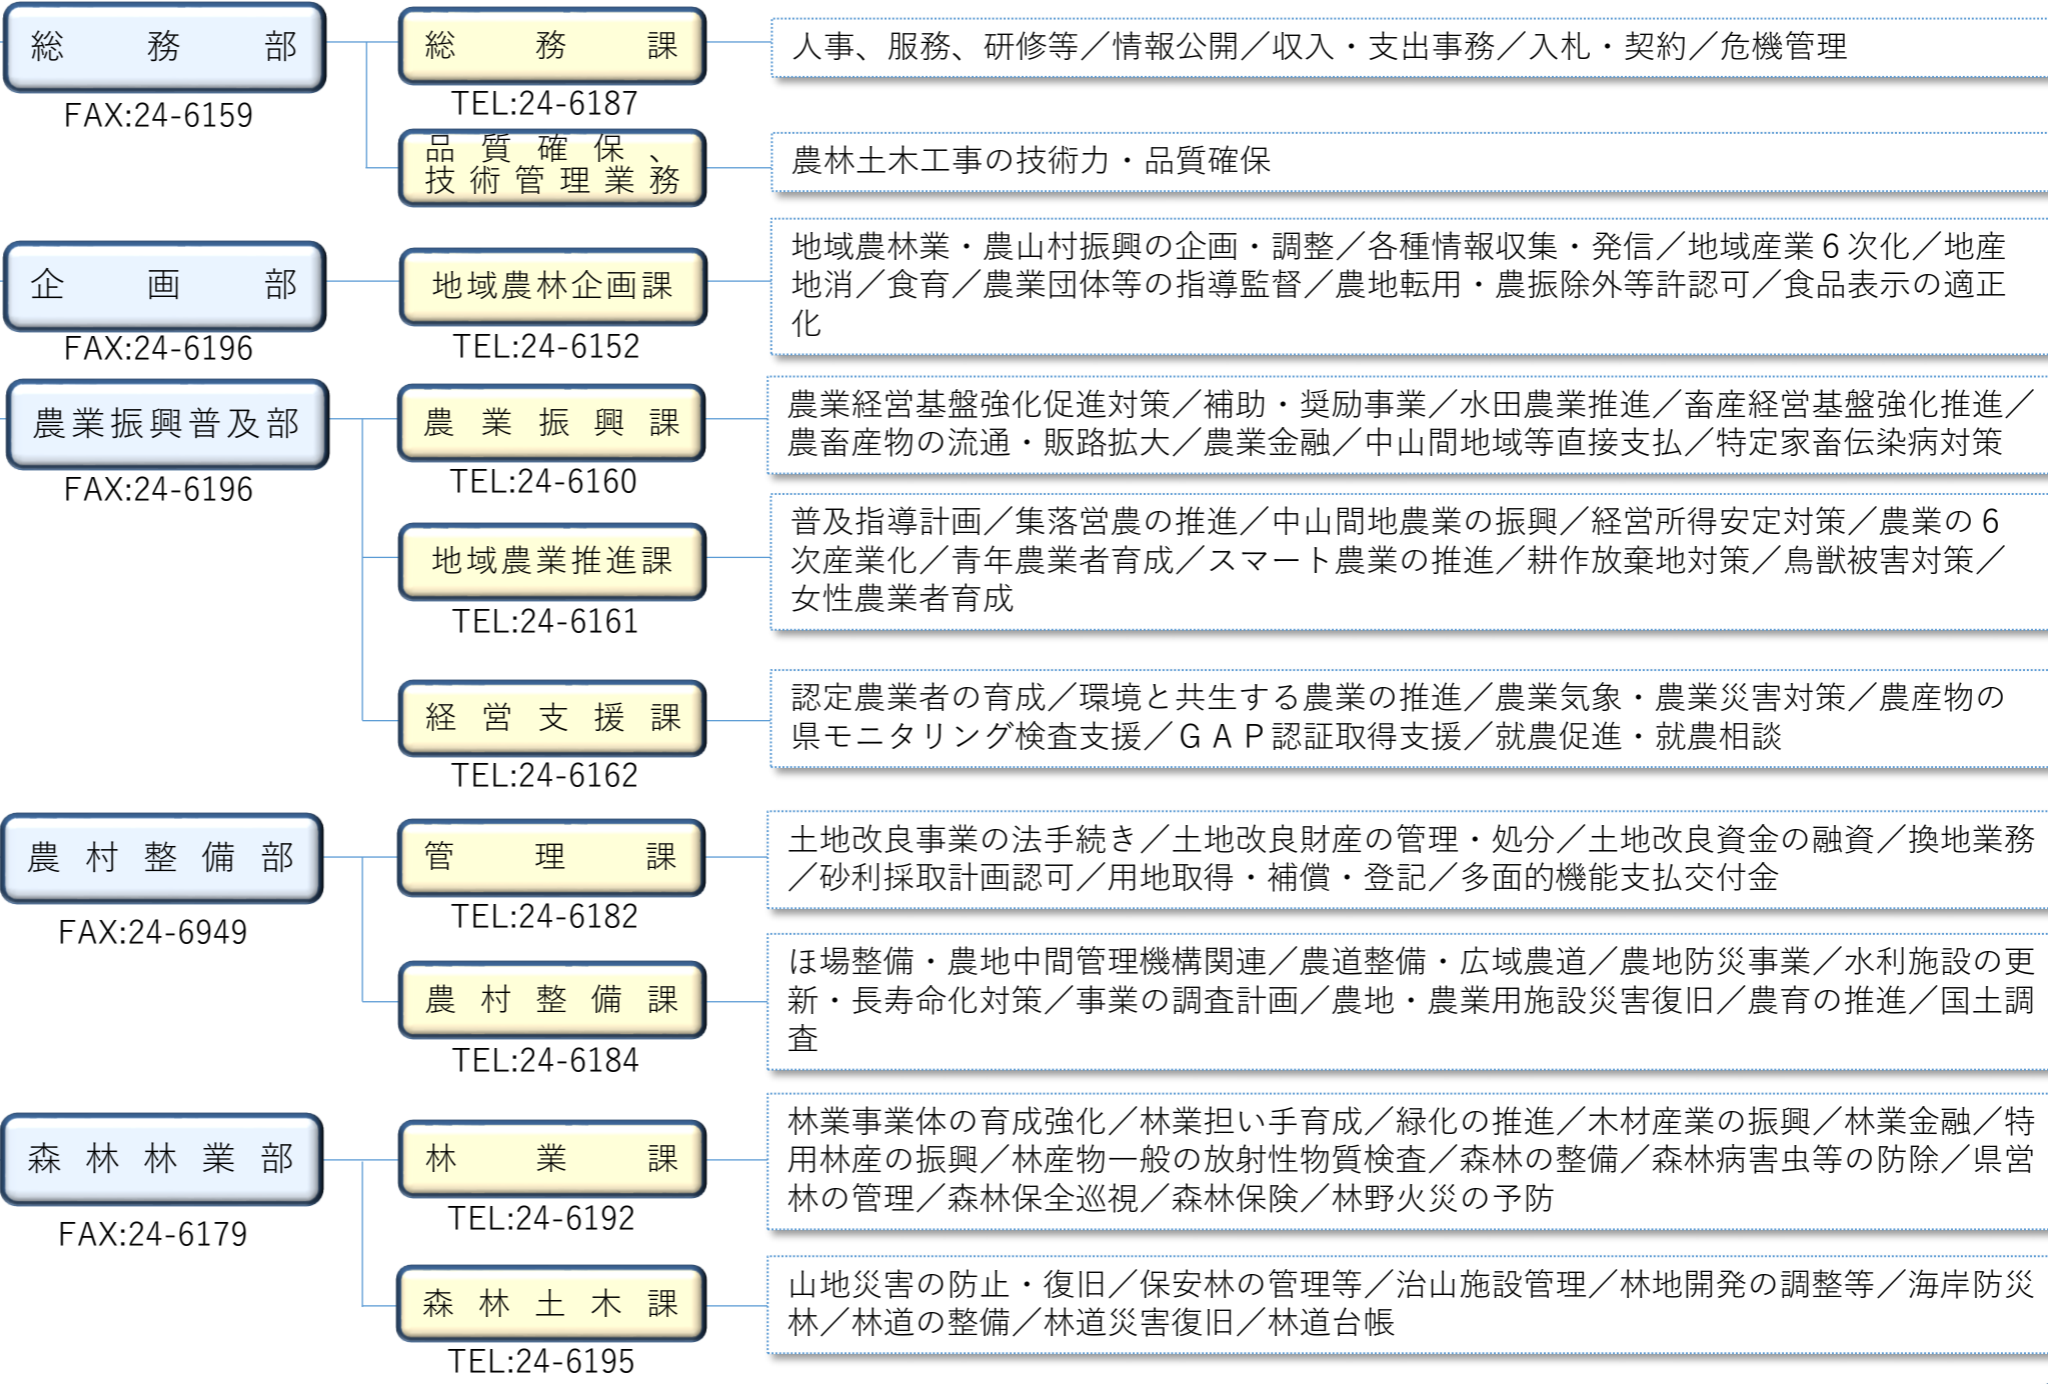 総務部
FAX:24-6159
総務課
TEL:24-6187
人事、服務、研修等／情報公開／収入・支出事務／入札・契約／危機管理
品質確保、
技術管理業務
農林土木工事の技術力・品質確保
企画部
FAX:24-6196
地域農林企画課
TEL:24-6152
地域農林業・農山村振興の企画・調整／各種情報収集・発信／地域産業６次化／地産
地消／食育／農業団体等の指導監督／農地転用・農振除外等許認可／食品表示の適正
化
農業振興普及部
FAX:24-6196
農業振興課
TEL:24-6160
農業経営基盤強化促進対策／補助・奨励事業／水田農業推進／畜産経営基盤強化推進／
農畜産物の流通・販路拡大／農業金融／中山間地域等直接支払／特定家畜伝染病対策
地域農業推進課
TEL:24-6161
普及指導計画／集落営農の推進／中山間地農業の振興／経営所得安定対策／農業の６
次産業化／青年農業者育成／スマート農業の推進／耕作放棄地対策／鳥獣被害対策／
女性農業者育成
経営支援課
TEL:24-6162
認定農業者の育成／環境と共生する農業の推進／農業気象・農業災害対策／農産物の
県モニタリング検査支援／ＧＡＰ認証取得支援／就農促進・就農相談
農村整備部
FAX:24-6949
管理課
TEL:24-6182
土地改良事業の法手続き／土地改良財産の管理・処分／土地改良資金の融資／換地業務
／砂利採取計画認可／用地取得・補償・登記／多面的機能支払交付金
農村整備課
TEL:24-6184
ほ場整備・農地中間管理機構関連／農道整備・広域農道／農地防災事業／水利施設の更
新・長寿命化対策／事業の調査計画／農地・農業用施設災害復旧／農育の推進／国土調
査
森林林業部
FAX:24-6179
林業課
TEL:24-6192
林業事業体の育成強化／林業担い手育成／緑化の推進／木材産業の振興／林業金融／特
用林産の振興／林産物一般の放射性物質検査／森林の整備／森林病害虫等の防除／県営
林の管理／森林保全巡視／森林保険／林野火災の予防
森林土木課
TEL:24-6195
山地災害の防止・復旧／保安林の管理等／治山施設管理／林地開発の調整等／海岸防災
林／林道の整備／林道災害復旧／林道台帳